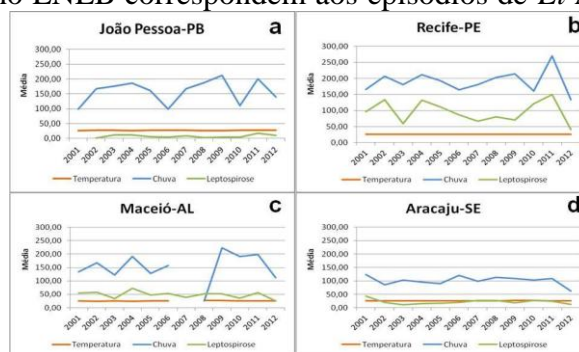 no ENEB correspondem aos episódios de El
João Pessoa-PB
a
300,00
250,00
200,00
150,00
100,00
50,00
0,00
Média
2001 2002 2003 2004 2005 2006 2007 2008 2009 2010 2011 2012
Temperatura Chuva Leptospirose
Recife-PE
b
300,00
250,00
200,00
150,00
100,00
50,00
0,00
Média
2001 2002 2003 2004 2005 2006 2007 2008 2009 2010 2011 2012
Temperatura Chuva Leptospirose
Maceió-AL
c
300,00
250,00
200,00
150,00
100,00
50,00
0,00
Média
2001 2002 2003 2004 2005 2006 2007 2008 2009 2010 2011 2012
Temperatura Chuva Leptospirose
Aracaju-SE
d
300,00
250,00
200,00
150,00
100,00
50,00
0,00
Média
2001 2002 2003 2004 2005 2006 2007 2008 2009 2010 2011 2012
Temperatura Chuva Leptospirose